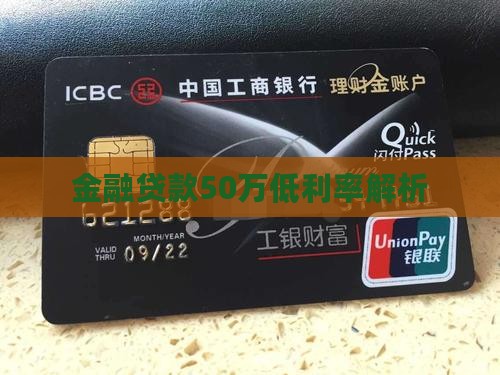 ICBC 中国工商银行 理财金账户
Quick
闪付Pass
金融贷款50万低利率解析
621288
MONTH/YEAR
VALID THRU 09/22
工银财富
UnionPay
银联